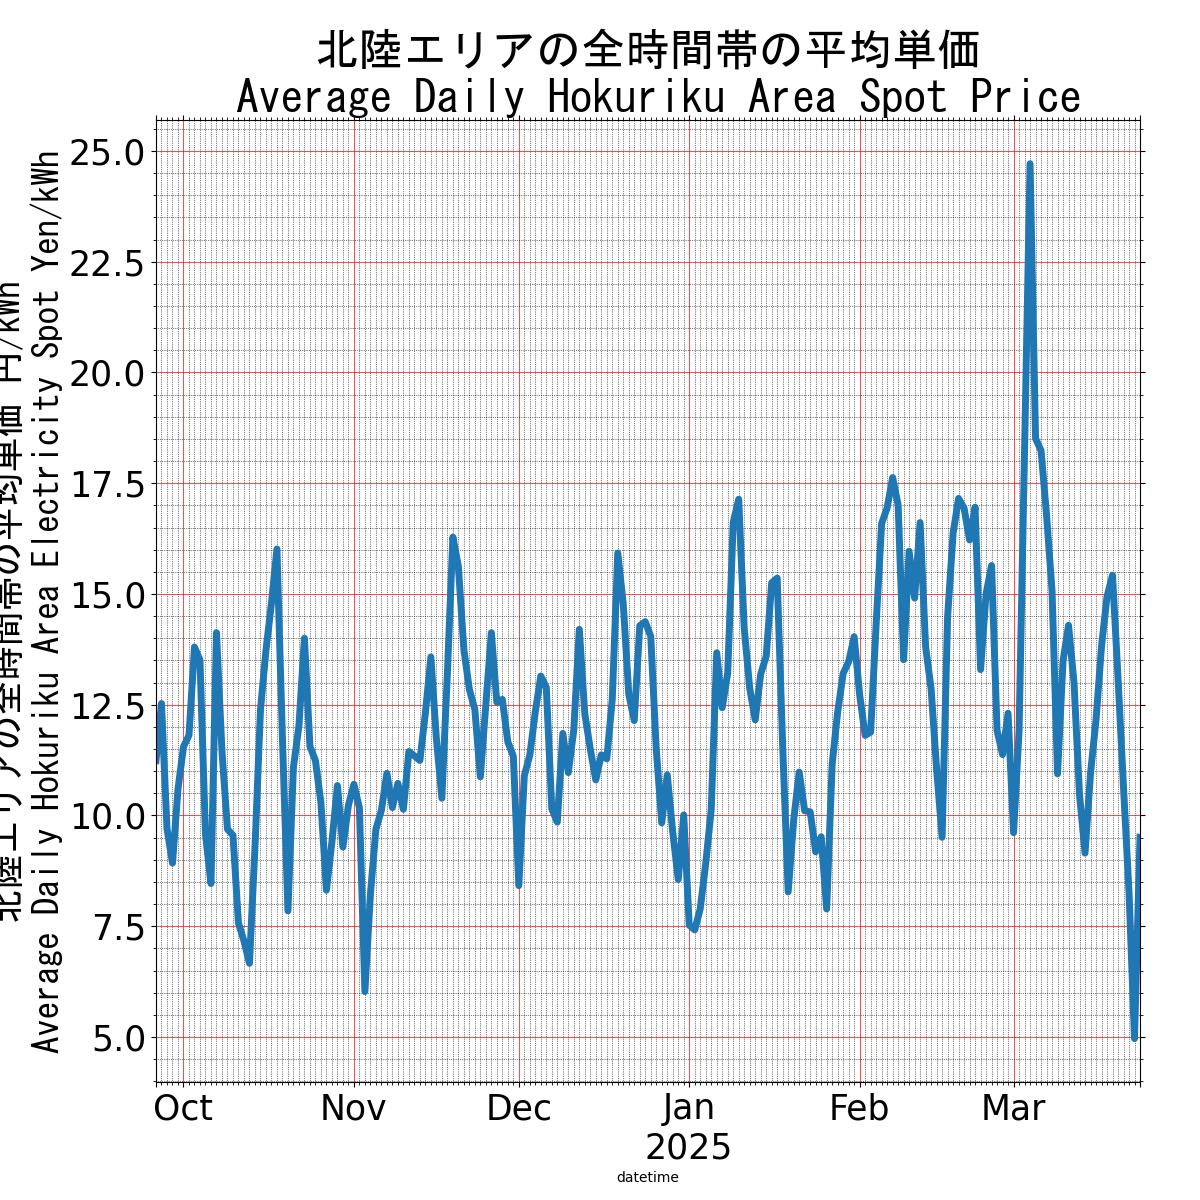 北陸エリアの全時間帯の平均単価
Average Daily Hokuriku Area Spot Price
北陸エリアの全時間帯の平均単価 円/kWh
Average Daily Hokuriku Area Electricity Spot Yen/kWh
25.0
22.5
20.0
17.5
15.0
12.5
10.0
7.5
5.0
Oct Nov Dec Jan Feb Mar
2025
datetime